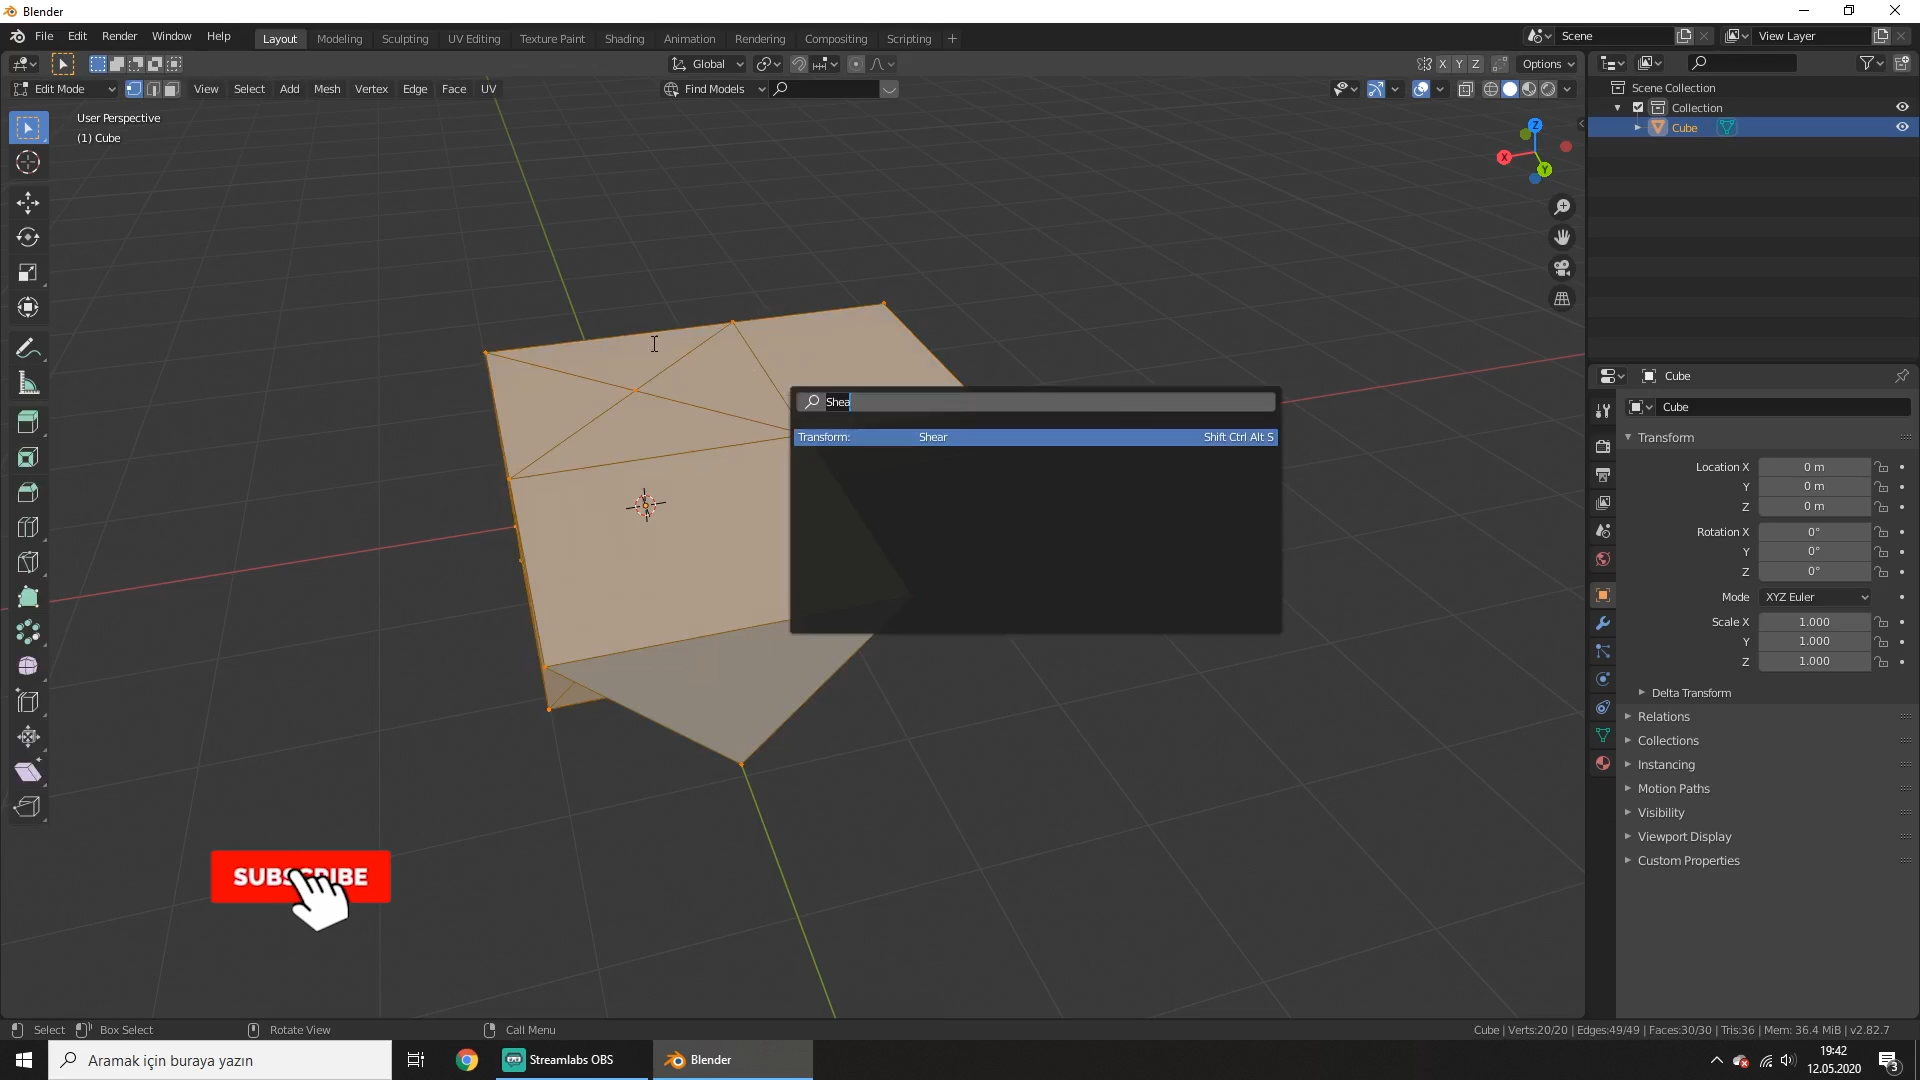 Blender
File Edit Render Window Help
Layout Modeling Sculpting UV Editing Texture Paint Shading Animation Rendering Compositing Scripting +
Scene View Layer
Global X Y Z Options
Edit Mode View Select Add Mesh Vertex Edge Face UV Find Models
User Perspective
(1) Cube
Z
X
Y
Scene Collection
Collection
Cube
Shea
Transform: Shear Shift Ctrl Alt S
Cube
Cube
Transform
Location X 0 m
Y 0 m
Z 0 m
Rotation X 0°
Y 0°
Z 0°
Mode XYZ Euler
Scale X 1.000
Y 1.000
Z 1.000
Delta Transform
Relations
Collections
Instancing
Motion Paths
Visibility
Viewport Display
Custom Properties
SUBSCRIBE
Select Box Select Rotate View Call Menu
Cube | Verts:20/20 | Edges:49/49 | Faces:30/30 | Tris:36 | Mem: 36.4 MiB | v2.82.7
Aramak için buraya yazın
Streamlabs OBS
Blender
19:42
12.05.2020
3